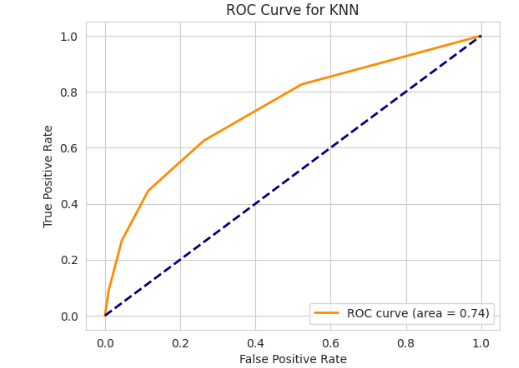 ROC Curve for KNN
1.0
0.8
0.6
0.4
0.2
0.0
True Positive Rate
ROC curve (area = 0.74)
0.0 0.2 0.4 0.6 0.8 1.0
False Positive Rate